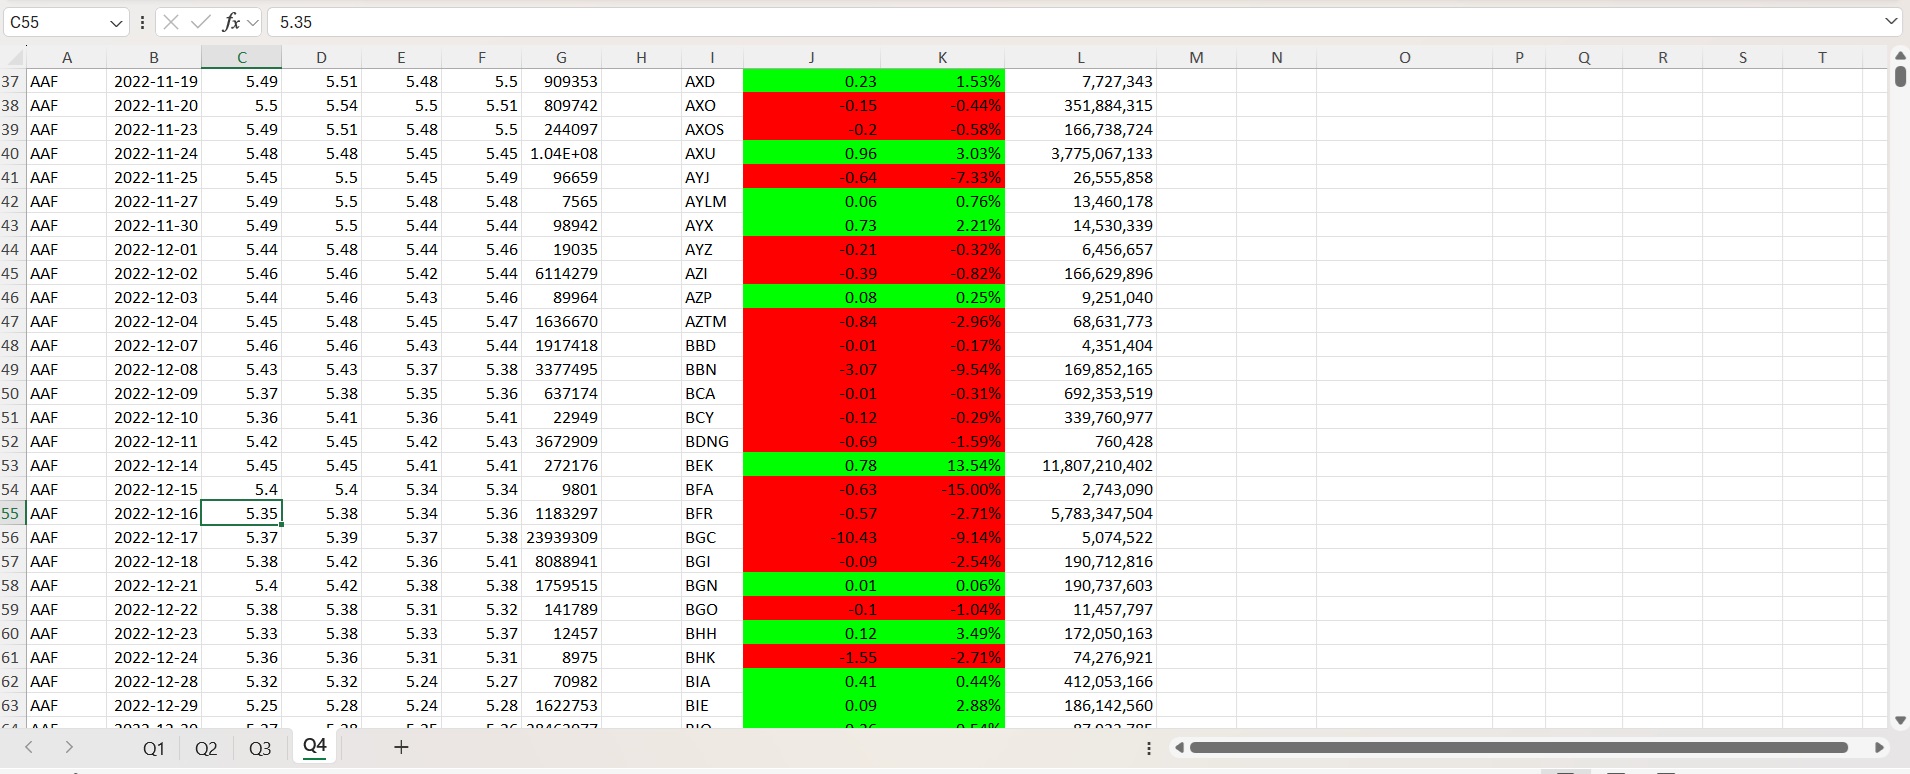 C55 fx 5.35
A B C D E F G H I J K L M N O P Q R S T
37 AAF 2022-11-19 5.49 5.51 5.48 5.5 909353 AXD 0.23 1.53% 7,727,343
38 AAF 2022-11-20 5.5 5.54 5.5 5.51 809742 AXO -0.15 -0.44% 351,884,315
39 AAF 2022-11-23 5.49 5.51 5.48 5.5 244097 AXOS -0.2 -0.58% 166,738,724
40 AAF 2022-11-24 5.48 5.48 5.45 5.45 1.04E+08 AXU 0.96 3.03% 3,775,067,133
41 AAF 2022-11-25 5.45 5.5 5.45 5.49 96659 AYJ -0.64 -7.33% 26,555,858
42 AAF 2022-11-27 5.49 5.5 5.48 5.48 7565 AYLM 0.06 0.76% 13,460,178
43 AAF 2022-11-30 5.49 5.5 5.44 5.44 98942 AYX 0.73 2.21% 14,530,339
44 AAF 2022-12-01 5.44 5.48 5.44 5.46 19035 AYZ -0.21 -0.32% 6,456,657
45 AAF 2022-12-02 5.46 5.46 5.42 5.44 6114279 AZI -0.39 -0.82% 166,629,896
46 AAF 2022-12-03 5.44 5.46 5.43 5.46 89964 AZP 0.08 0.25% 9,251,040
47 AAF 2022-12-04 5.45 5.48 5.45 5.47 1636670 AZTM -0.84 -2.96% 68,631,773
48 AAF 2022-12-07 5.46 5.46 5.43 5.44 1917418 BBD -0.01 -0.17% 4,351,404
49 AAF 2022-12-08 5.43 5.43 5.37 5.38 3377495 BBN -3.07 -9.54% 169,852,165
50 AAF 2022-12-09 5.37 5.38 5.35 5.36 637174 BCA -0.01 -0.31% 692,353,519
51 AAF 2022-12-10 5.36 5.41 5.36 5.41 22949 BCY -0.12 -0.29% 339,760,977
52 AAF 2022-12-11 5.42 5.45 5.42 5.43 3672909 BDNG -0.69 -1.59% 760,428
53 AAF 2022-12-14 5.45 5.45 5.41 5.41 272176 BEK 0.78 13.54% 11,807,210,402
54 AAF 2022-12-15 5.4 5.4 5.34 5.34 9801 BFA -0.63 -15.00% 2,743,090
55 AAF 2022-12-16 5.35 5.38 5.34 5.36 1183297 BFR -0.57 -2.71% 5,783,347,504
56 AAF 2022-12-17 5.37 5.39 5.37 5.38 23939309 BGC -10.43 -9.14% 5,074,522
57 AAF 2022-12-18 5.38 5.42 5.36 5.41 8088941 BGI -0.09 -2.54% 190,712,816
58 AAF 2022-12-21 5.4 5.42 5.38 5.38 1759515 BGN 0.01 0.06% 190,737,603
59 AAF 2022-12-22 5.38 5.38 5.31 5.32 141789 BGO -0.1 -1.04% 11,457,797
60 AAF 2022-12-23 5.33 5.38 5.33 5.37 12457 BHH 0.12 3.49% 172,050,163
61 AAF 2022-12-24 5.36 5.36 5.31 5.31 8975 BHK -1.55 -2.71% 74,276,921
62 AAF 2022-12-28 5.32 5.32 5.24 5.27 70982 BIA 0.41 0.44% 412,053,166
63 AAF 2022-12-29 5.25 5.28 5.24 5.28 1622753 BIE 0.09 2.88% 186,142,560
Q1 Q2 Q3 Q4 +